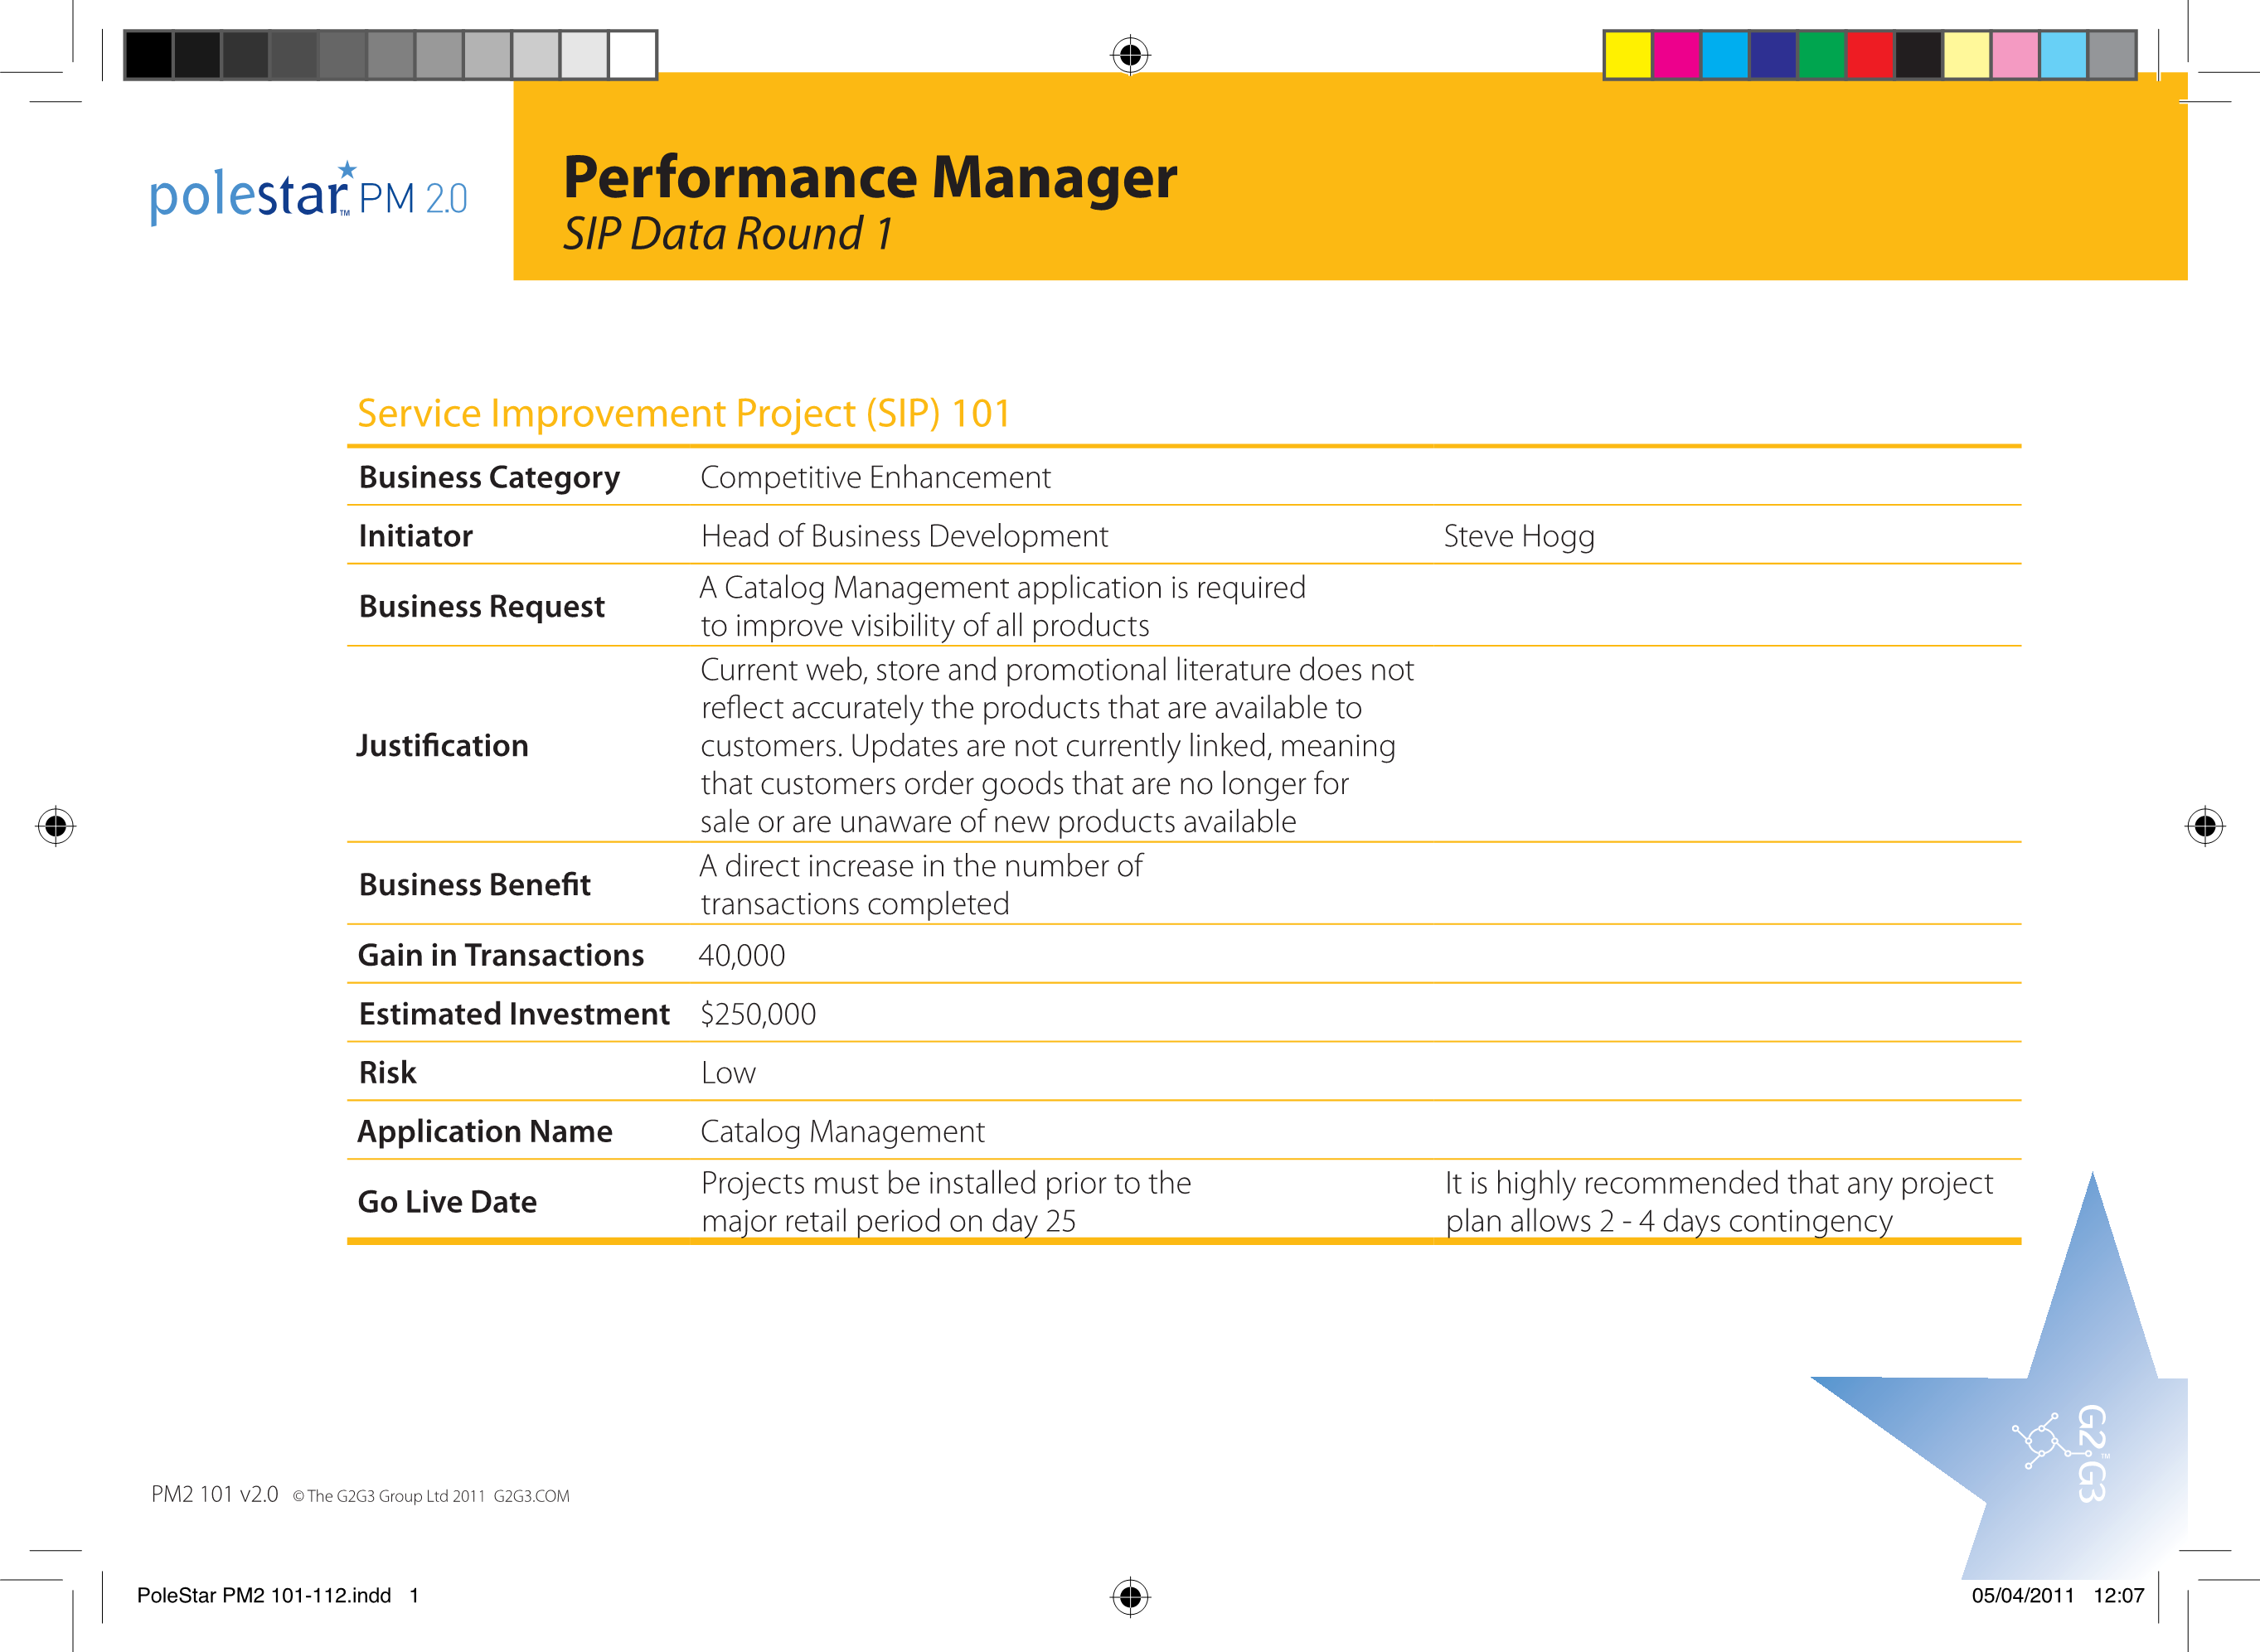 polestar™ PM 2.0
Performance Manager
SIP Data Round 1
Service Improvement Project (SIP) 101
Business Category Competitive Enhancement
Initiator Head of Business Development Steve Hogg
Business Request A Catalog Management application is required
to improve visibility of all products
Justification Current web, store and promotional literature does not
reflect accurately the products that are available to
customers. Updates are not currently linked, meaning
that customers order goods that are no longer for
sale or are unaware of new products available
Business Benefit A direct increase in the number of
transactions completed
Gain in Transactions 40,000
Estimated Investment $250,000
Risk Low
Application Name Catalog Management
Go Live Date Projects must be installed prior to the It is highly recommended that any project
major retail period on day 25 plan allows 2 - 4 days contingency
G2G3™
PM2 101 v2.0 © The G2G3 Group Ltd 2011 G2G3.COM
PoleStar PM2 101-112.indd 1 05/04/2011 12:07